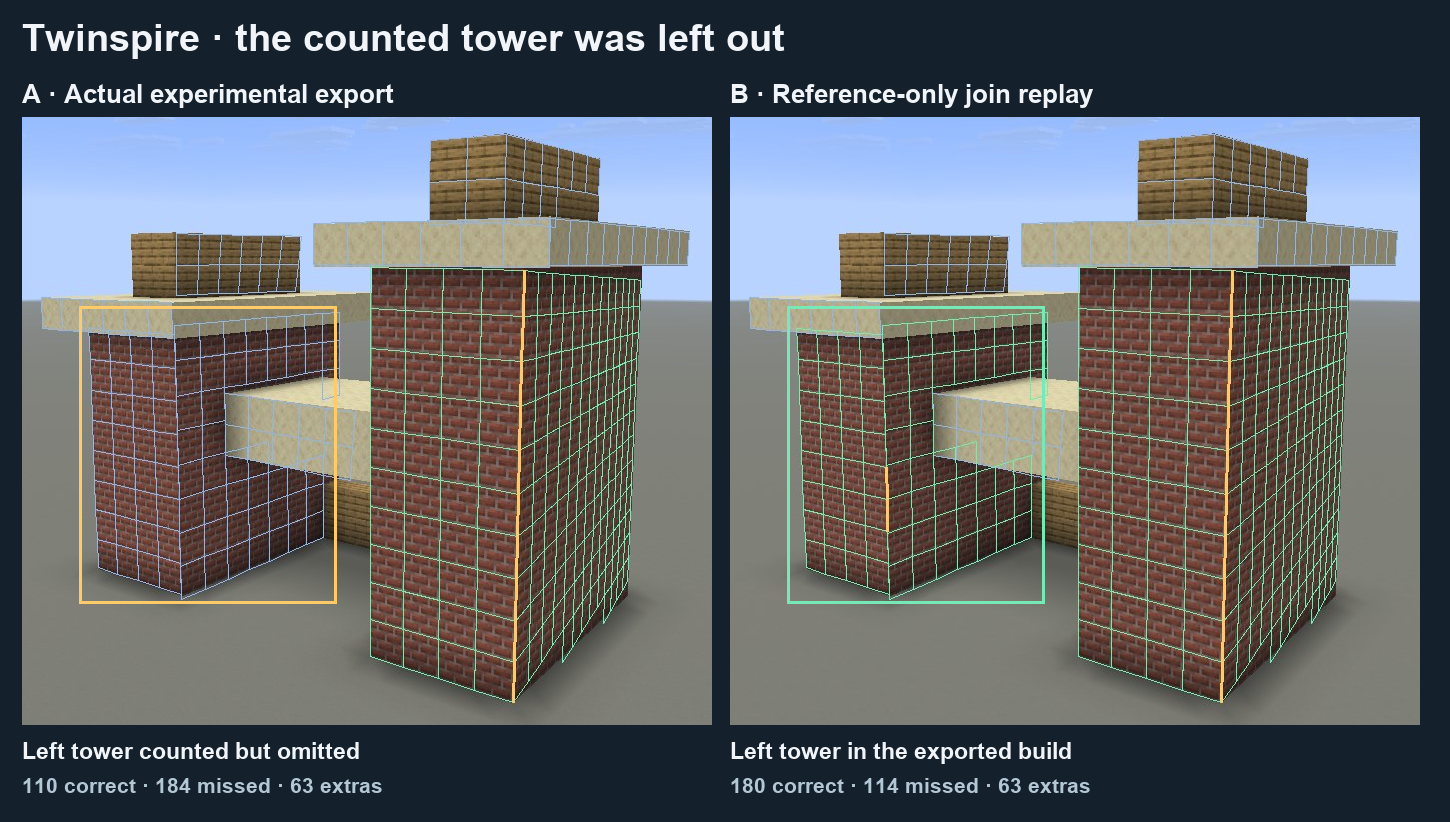 Twinspire · the counted tower was left out
A · Actual experimental export
B · Reference-only join replay
Left tower counted but omitted
110 correct · 184 missed · 63 extras
Left tower in the exported build
180 correct · 114 missed · 63 extras